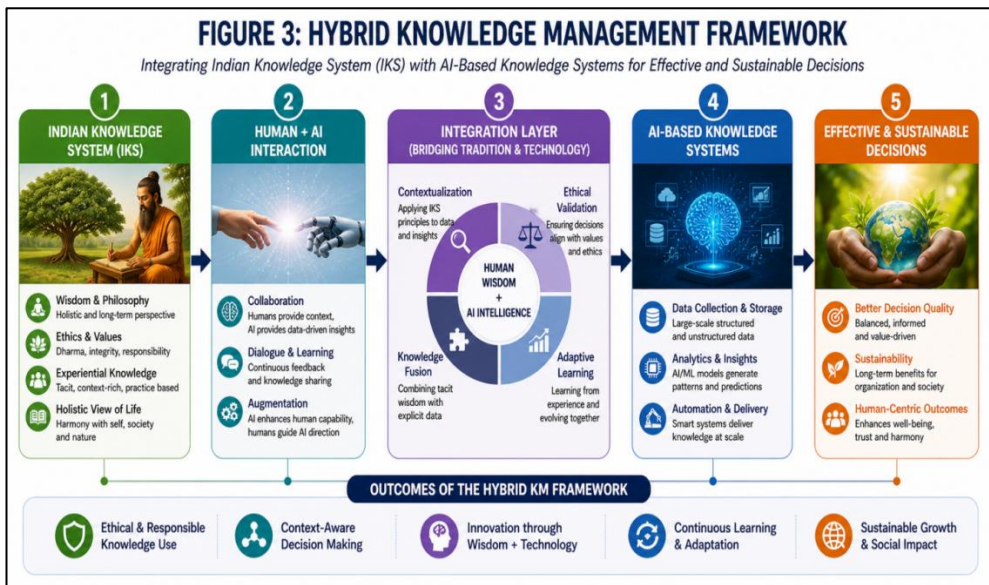 FIGURE 3: HYBRID KNOWLEDGE MANAGEMENT FRAMEWORK
Integrating Indian Knowledge System (IKS) with AI-Based Knowledge Systems for Effective and Sustainable Decisions
1
INDIAN KNOWLEDGE
SYSTEM (IKS)
Wisdom & Philosophy
Holistic and long-term perspective
Ethics & Values
Dharma, integrity, responsibility
Experiential Knowledge
Tacit, context-rich, practice based
Holistic View of Life
Harmony with self, society
and nature
2
HUMAN + AI
INTERACTION
Collaboration
Humans provide context,
AI provides data-driven insights
Dialogue & Learning
Continuous feedback
and knowledge sharing
Augmentation
AI enhances human capability,
humans guide AI direction
3
INTEGRATION LAYER
(BRIDGING TRADITION & TECHNOLOGY)
Contextualization
Applying IKS
principles to data
and insights
Ethical
Validation
Ensuring decisions
align with values
and ethics
HUMAN
WISDOM
+
AI INTELLIGENCE
Knowledge
Fusion
Combining tacit
wisdom with
explicit data
Adaptive
Learning
Learning from
experience and
evolving together
4
AI-BASED KNOWLEDGE
SYSTEMS
Data Collection & Storage
Large-scale structured
and unstructured data
Analytics & Insights
AI/ML models generate
patterns and predictions
Automation & Delivery
Smart systems deliver
knowledge at scale
5
EFFECTIVE & SUSTAINABLE
DECISIONS
Better Decision Quality
Balanced, informed
and value-driven
Sustainability
Long-term benefits for
organization and society
Human-Centric Outcomes
Enhances well-being,
trust and harmony
OUTCOMES OF THE HYBRID KM FRAMEWORK
Ethical & Responsible
Knowledge Use
Context-Aware
Decision Making
Innovation through
Wisdom + Technology
Continuous Learning
& Adaptation
Sustainable Growth
& Social Impact